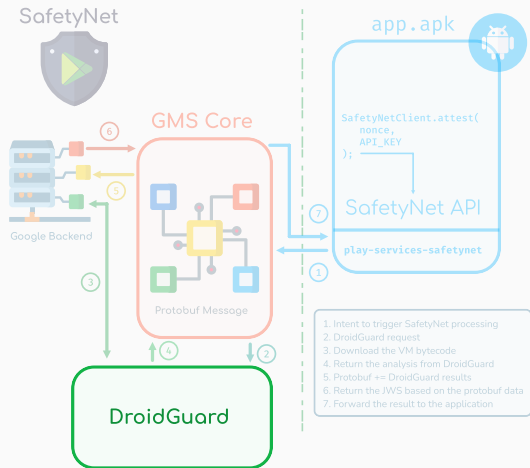 SafetyNet
app.apk
GMS Core
SafetyNetClient.attest(
nonce,
API_KEY
);
SafetyNet API
play-services-safetynet
6
5
7
1
3
4
2
Google Backend
Protobuf Message
DroidGuard
1. Intent to trigger SafetyNet processing
2. DroidGuard request
3. Download the VM bytecode
4. Return the analysis from DroidGuard
5. Protobuf += DroidGuard results
6. Return the JWS based on the protobuf data
7. Forward the result to the application